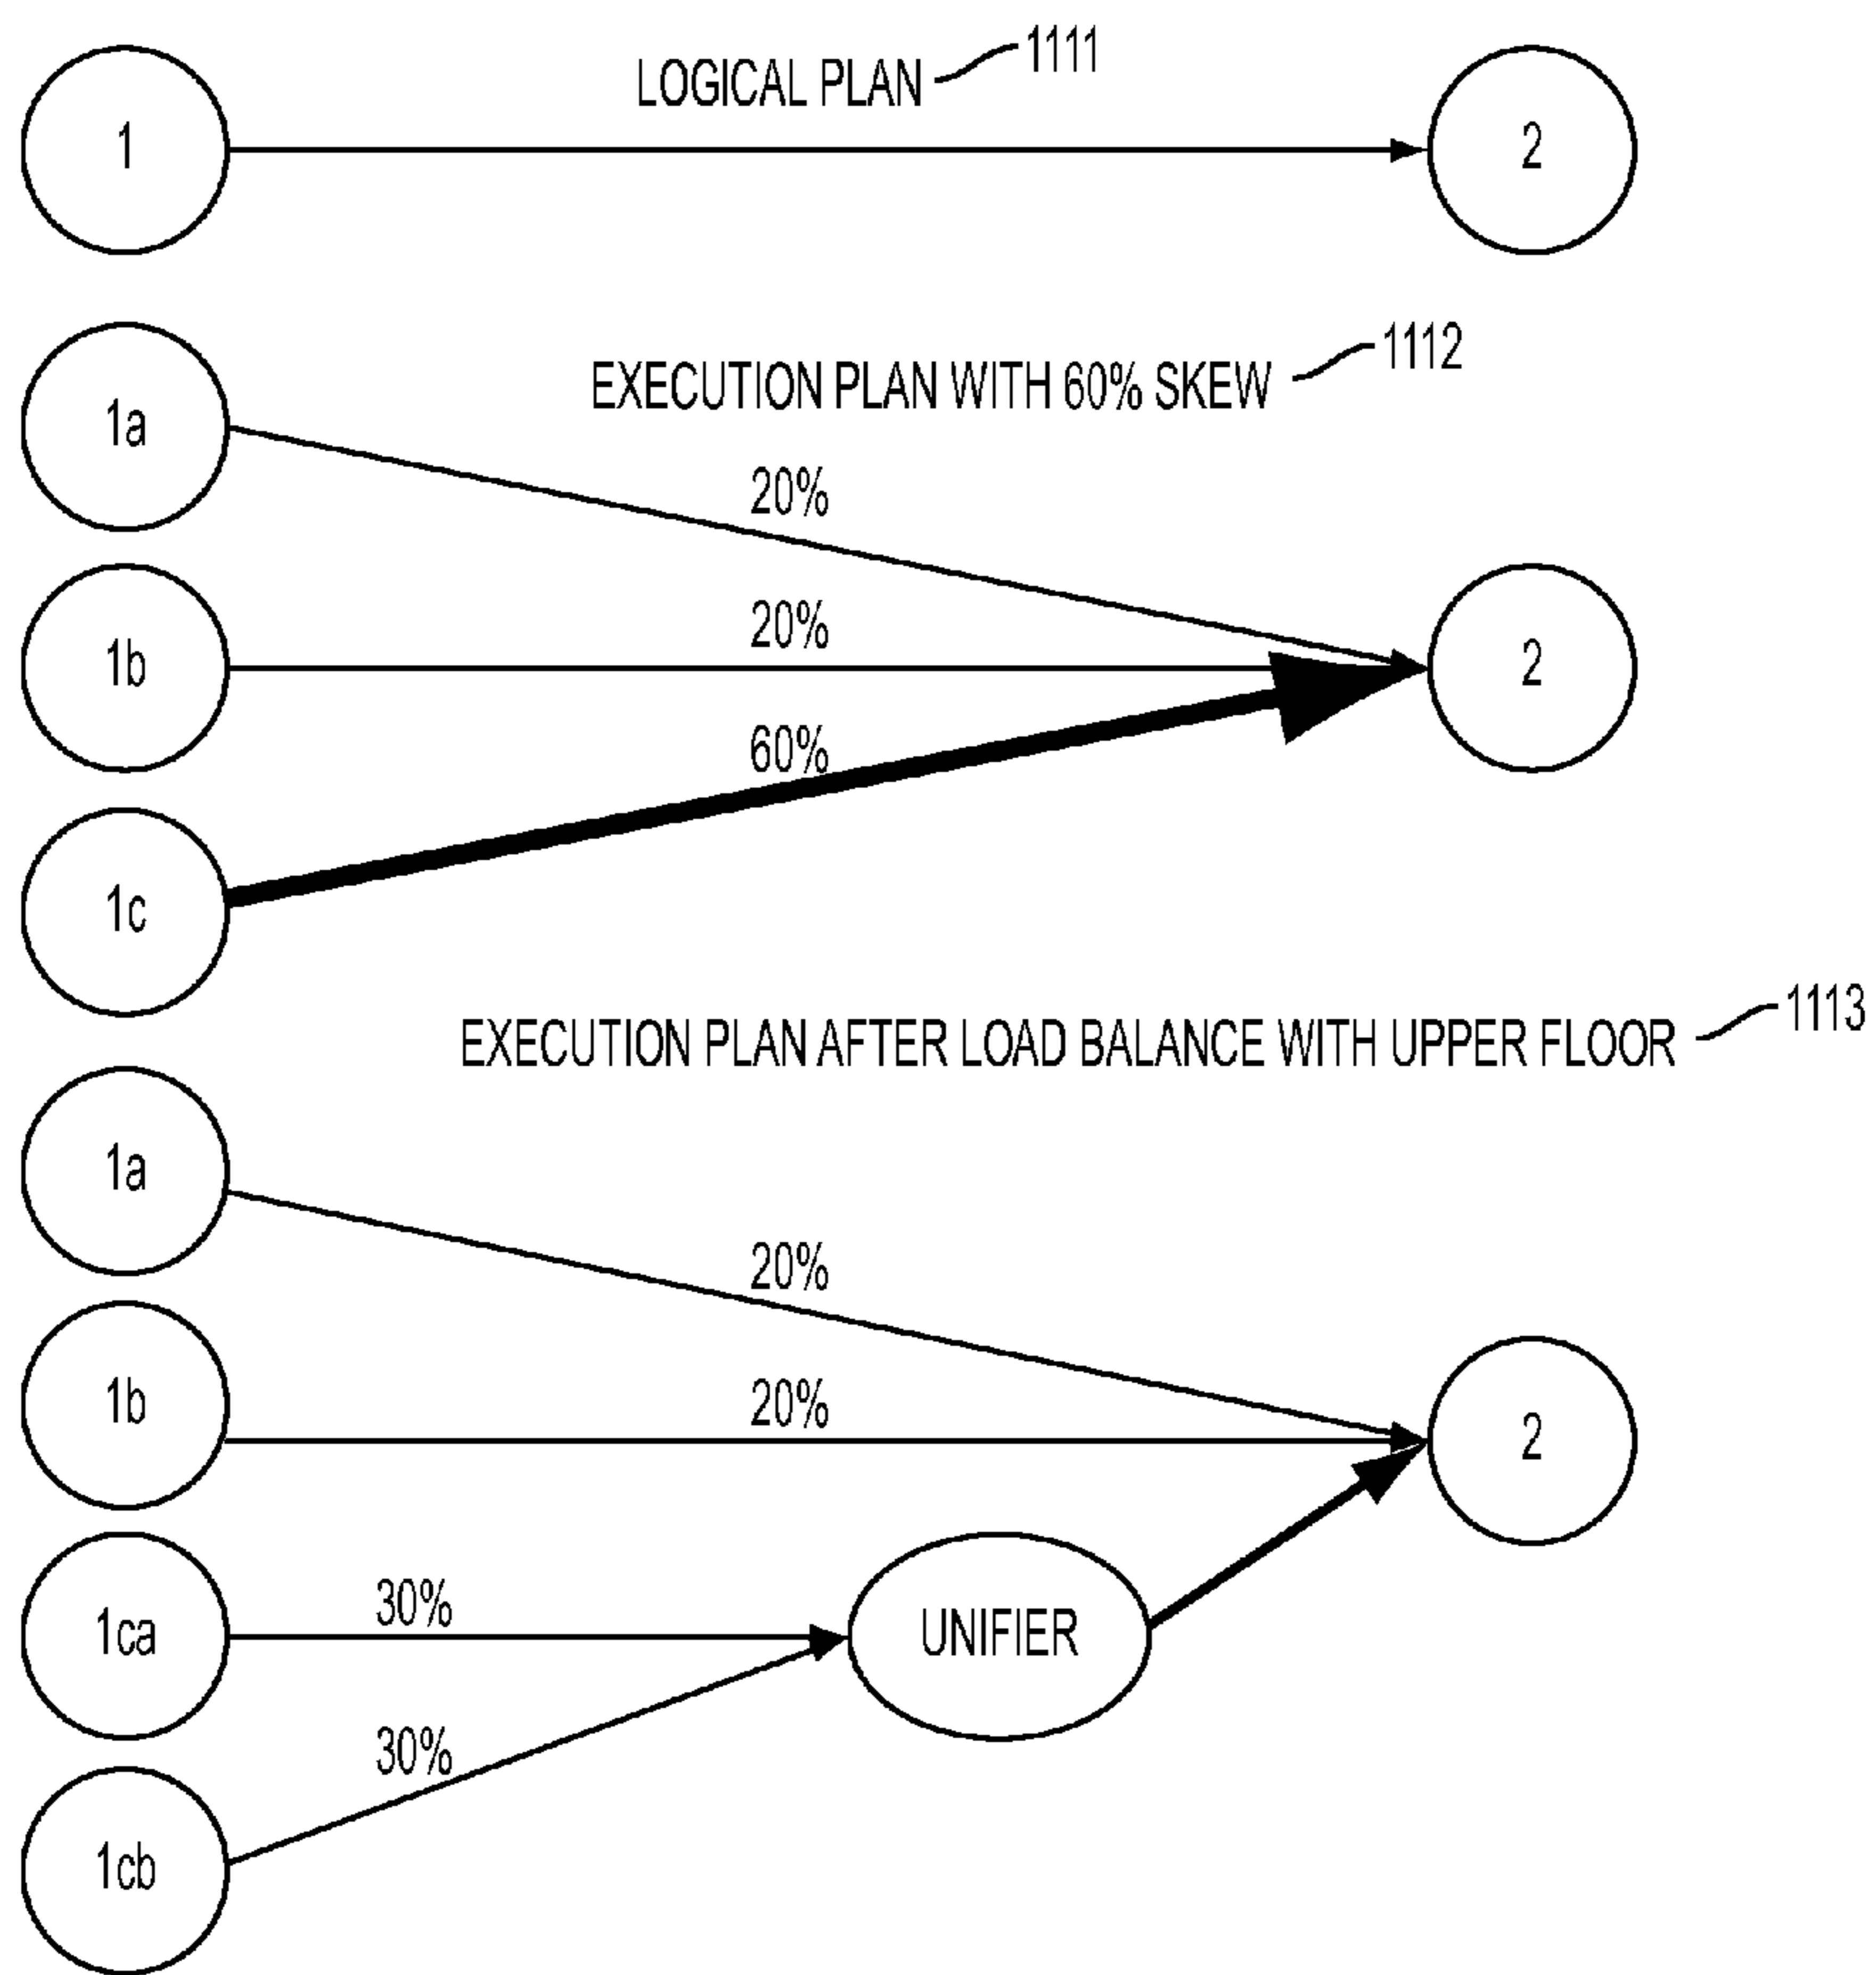 LOGICAL PLAN 1111
1
2
EXECUTION PLAN WITH 60% SKEW 1112
1a
20%
1b
20%
2
60%
1c
EXECUTION PLAN AFTER LOAD BALANCE WITH UPPER FLOOR 1113
1a
20%
1b
20%
2
1ca
30%
UNIFIER
30%
1cb